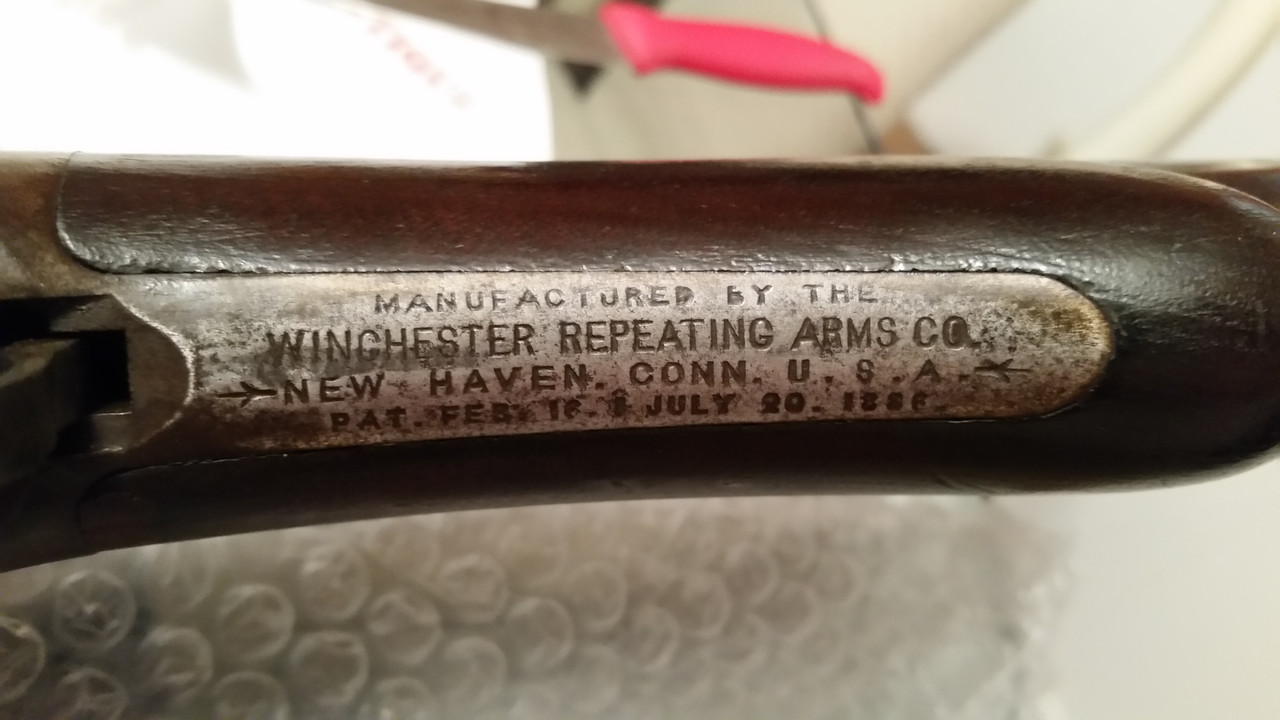 MANUFACTURED BY THE
WINCHESTER REPEATING ARMS CO.
NEW HAVEN. CONN. U. S. A.
PAT. FEB. 16. & JULY 20. 1886.